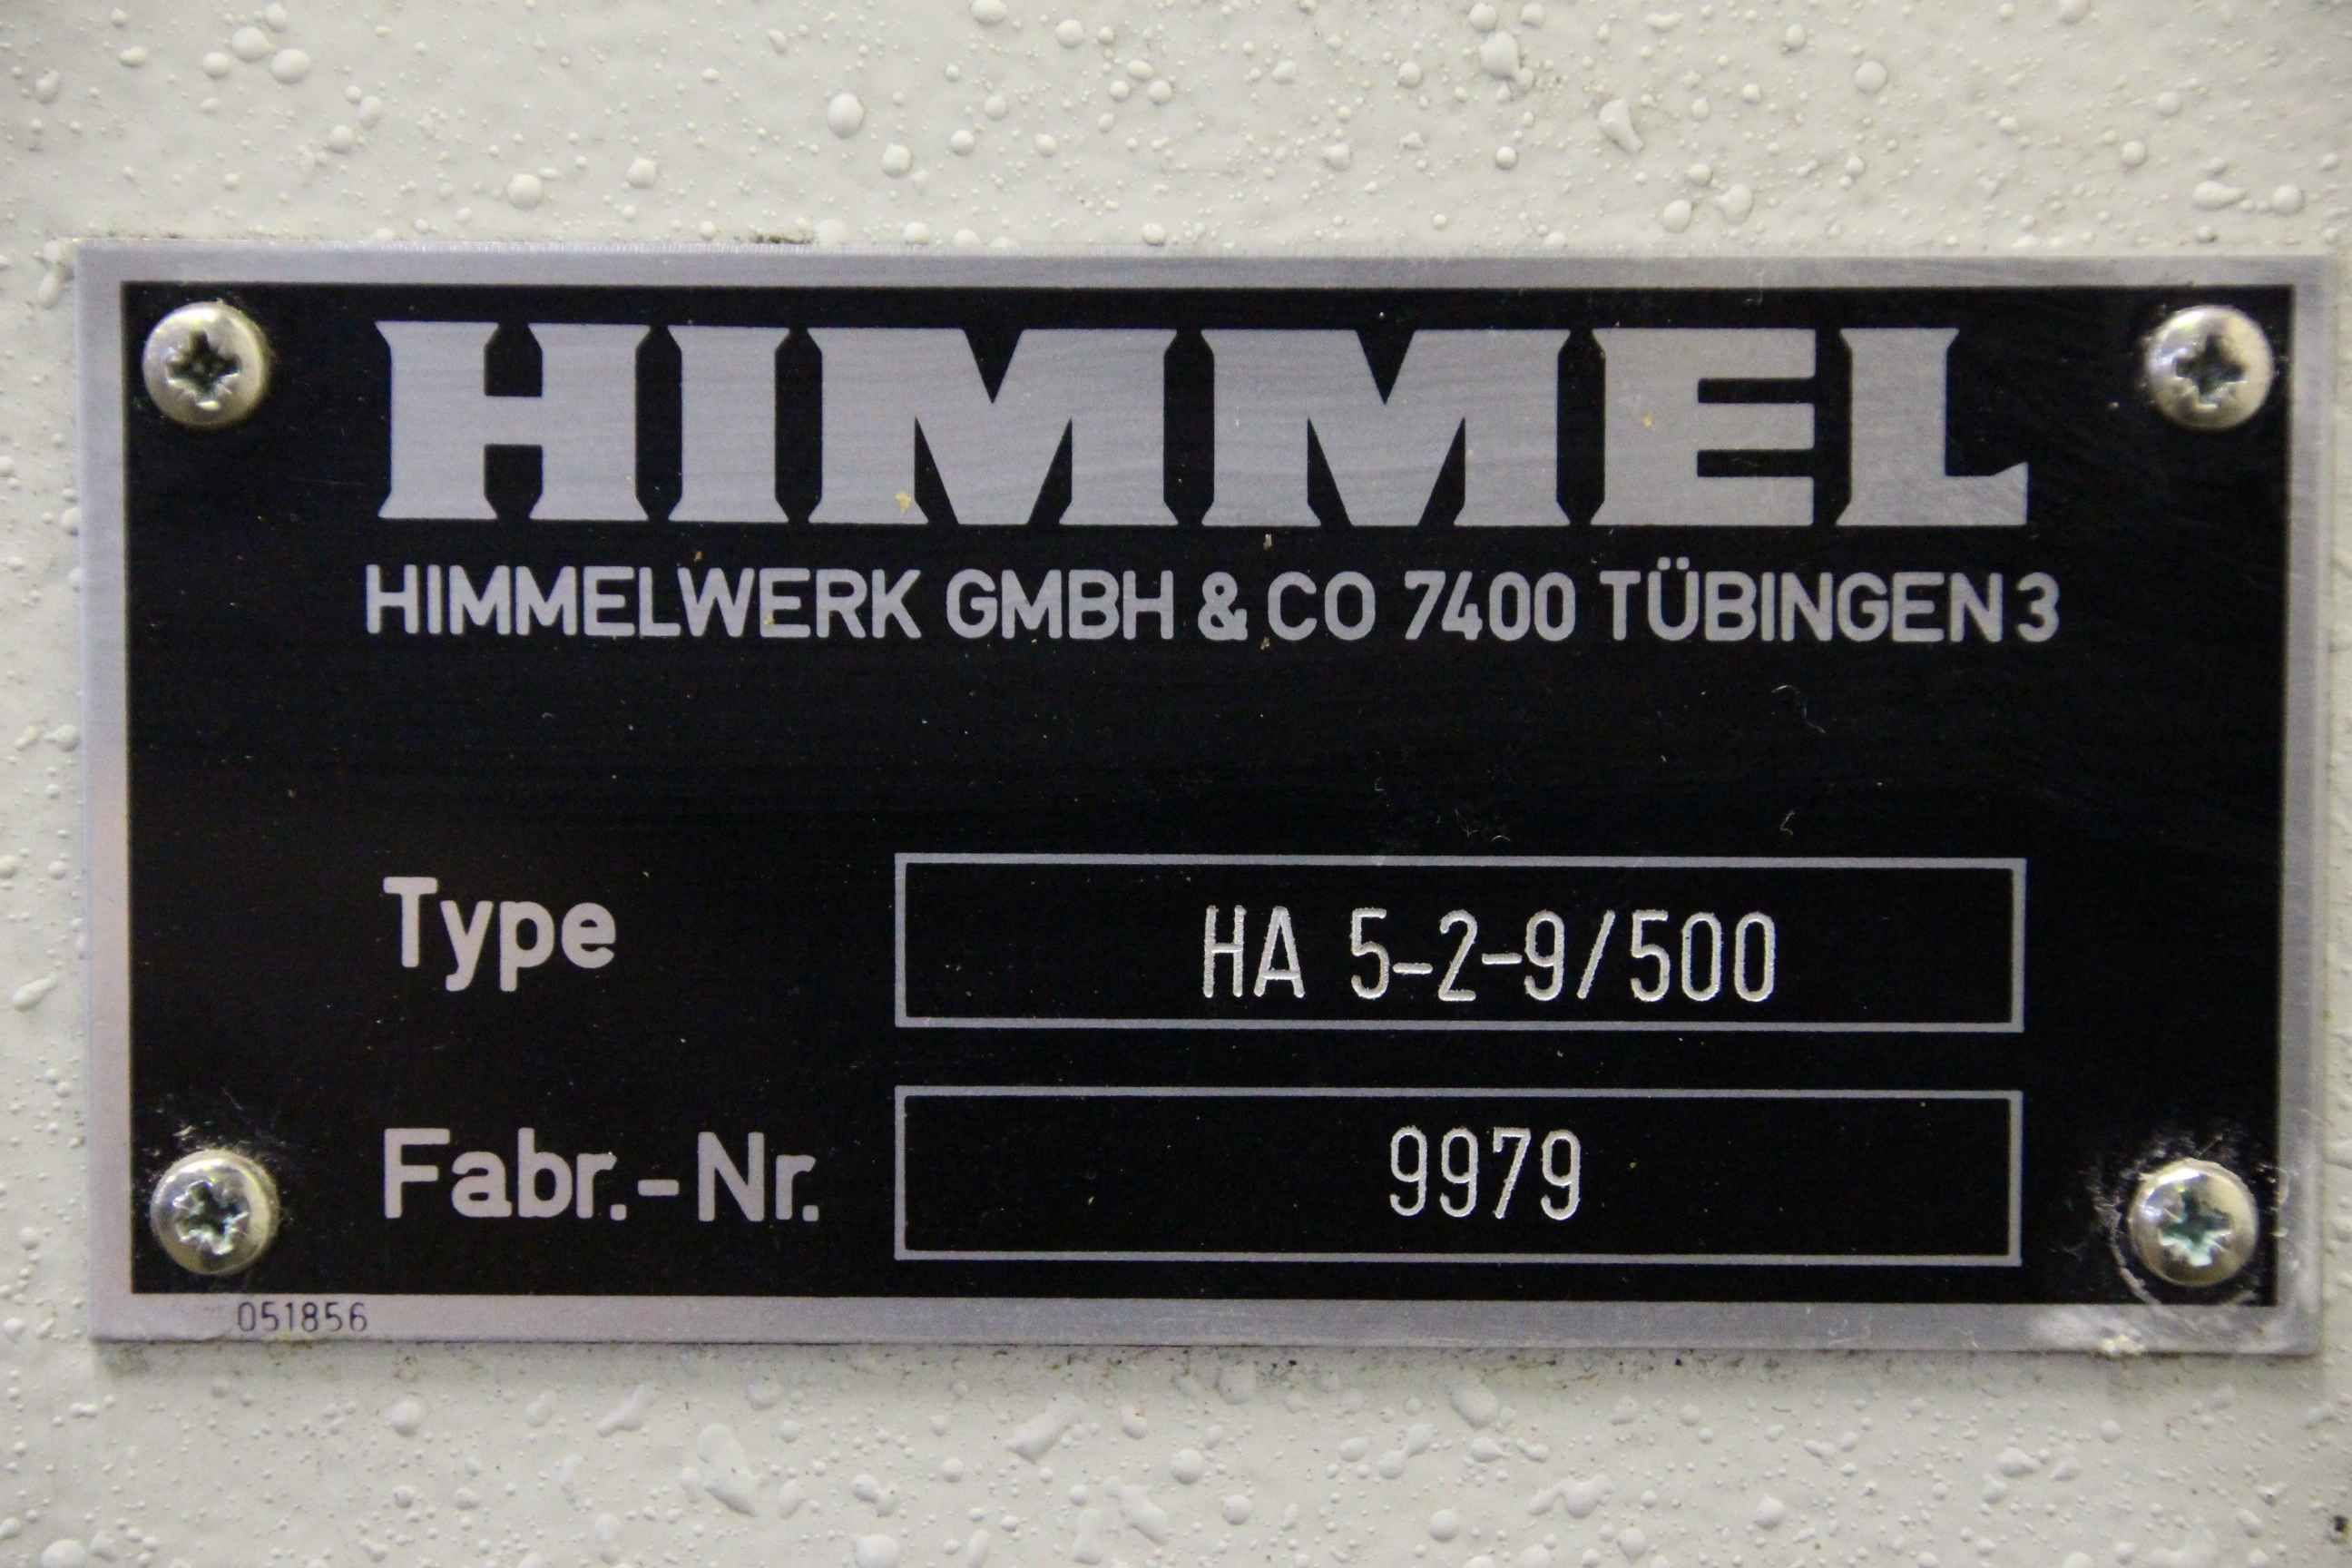 HIMMEL
HIMMELWERK GMBH & CO 7400 TÜBINGEN 3
Type HA 5-2-9/500
Fabr.-Nr. 9979
051856